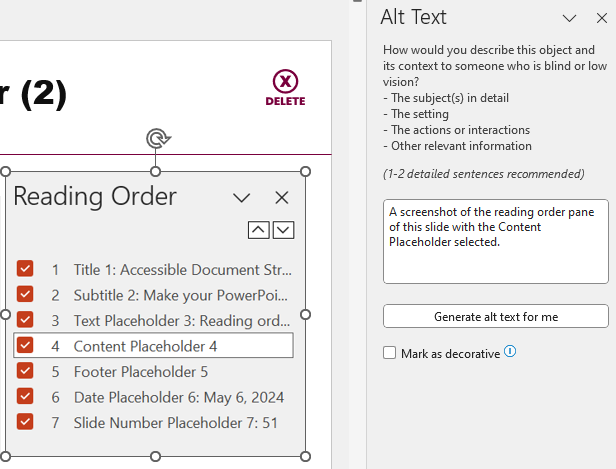 r (2)
DELETE
Reading Order
1 Title 1: Accessible Document Str...
2 Subtitle 2: Make your PowerPoi...
3 Text Placeholder 3: Reading ord...
4 Content Placeholder 4
5 Footer Placeholder 5
6 Date Placeholder 6: May 6, 2024
7 Slide Number Placeholder 7: 51
Alt Text
How would you describe this object and
its context to someone who is blind or low
vision?
- The subject(s) in detail
- The setting
- The actions or interactions
- Other relevant information
(1-2 detailed sentences recommended)
A screenshot of the reading order pane
of this slide with the Content
Placeholder selected.
Generate alt text for me
Mark as decorative